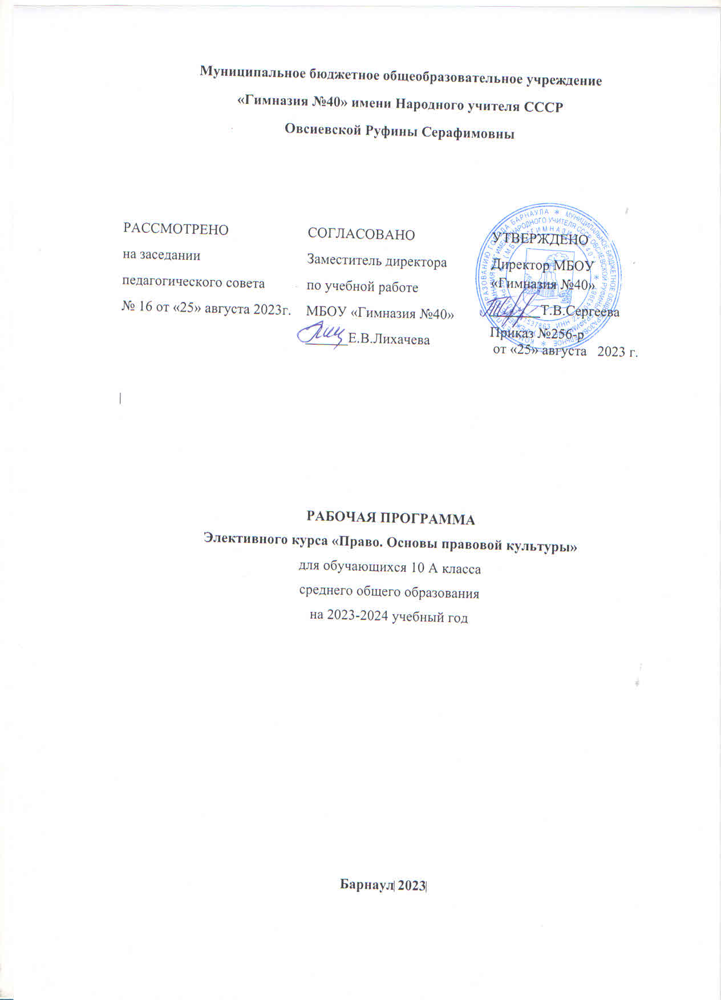 Муниципальное бюджетное общеобразовательное учреждение
«Гимназия №40» имени Народного учителя СССР
Овсиевской Руфины Серафимовны
РАССМОТРЕНО
на заседании
педагогического совета
№ 16 от «25» августа 2023г.
СОГЛАСОВАНО
Заместитель директора
по учебной работе
МБОУ «Гимназия №40»
______Е.В.Лихачева
УТВЕРЖДЕНО
Директор МБОУ
«Гимназия №40»
_______Т.В.Сергеева
Приказ №256-р
от «25» августа 2023 г.
РАБОЧАЯ ПРОГРАММА
Элективного курса «Право. Основы правовой культуры»
для обучающихся 10 А класса
среднего общего образования
на 2023-2024 учебный год
Барнаул 2023